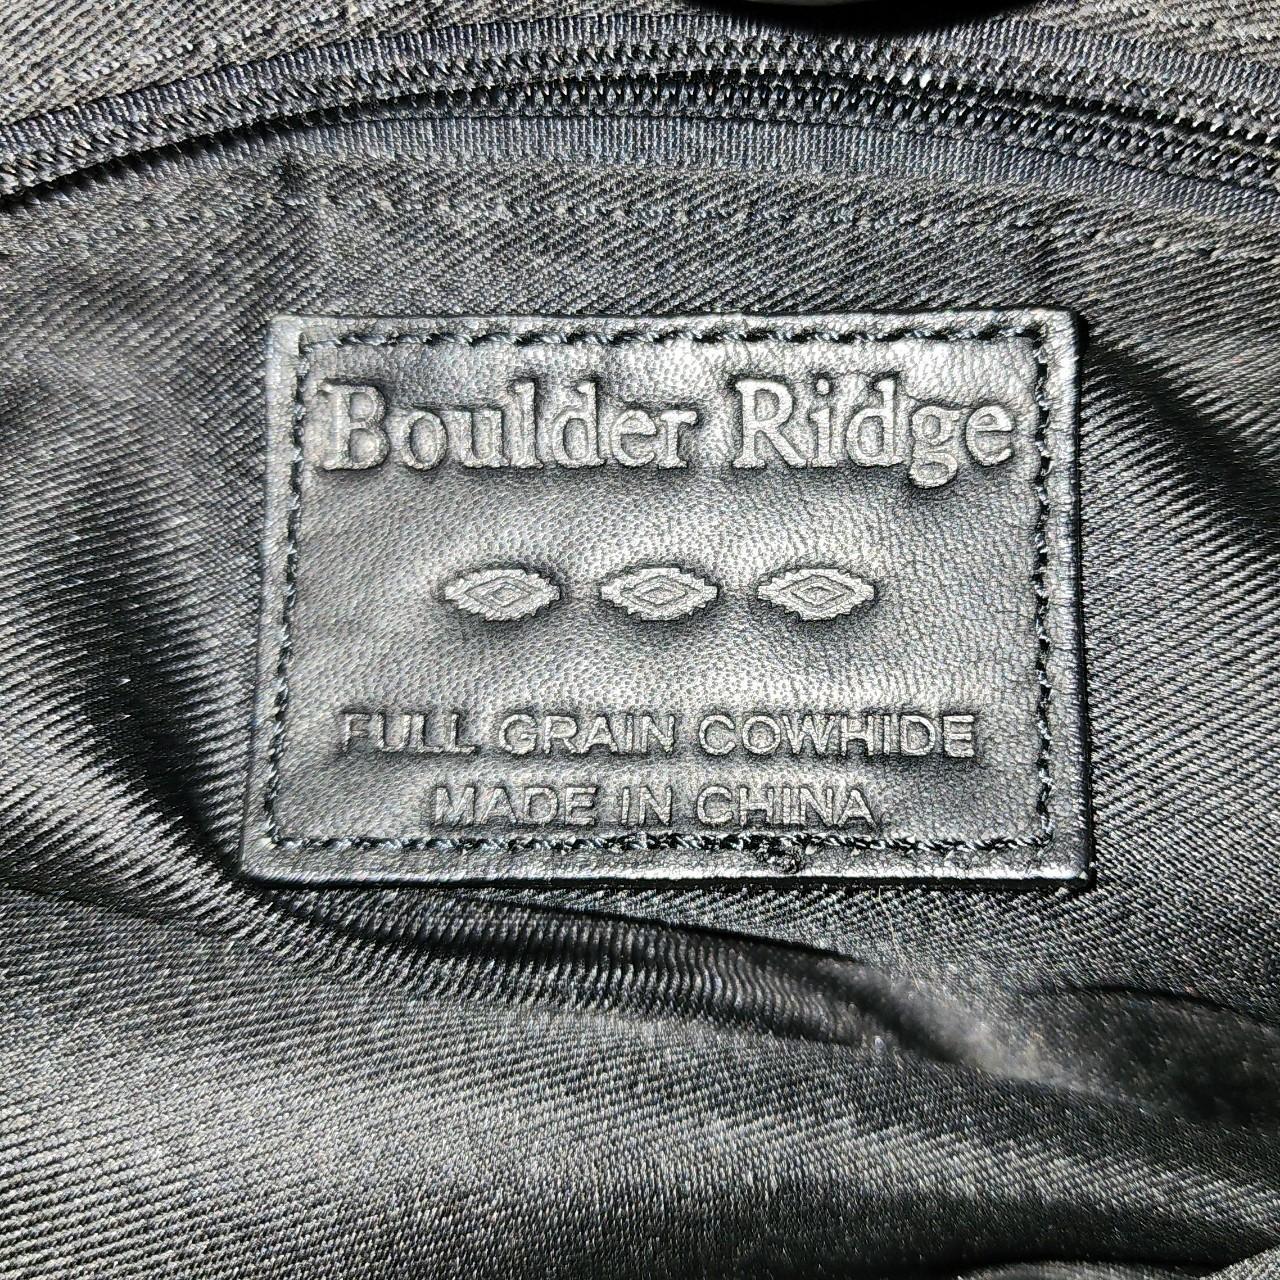 Boulder Ridge
FULL GRAIN COWHIDE
MADE IN CHINA